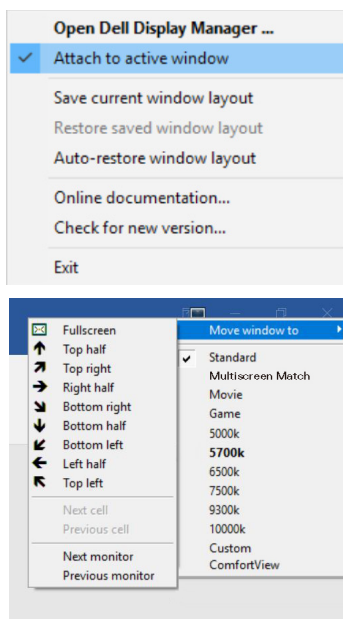 Open Dell Display Manager ...
Attach to active window
Save current window layout
Restore saved window layout
Auto-restore window layout
Online documentation...
Check for new version...
Exit
Move window to
Fullscreen
Top half
Top right
Right half
Bottom right
Bottom half
Bottom left
Left half
Top left
Next cell
Previous cell
Next monitor
Previous monitor
Standard
Multiscreen Match
Movie
Game
5000k
5700k
6500k
7500k
9300k
10000k
Custom
ComfortView